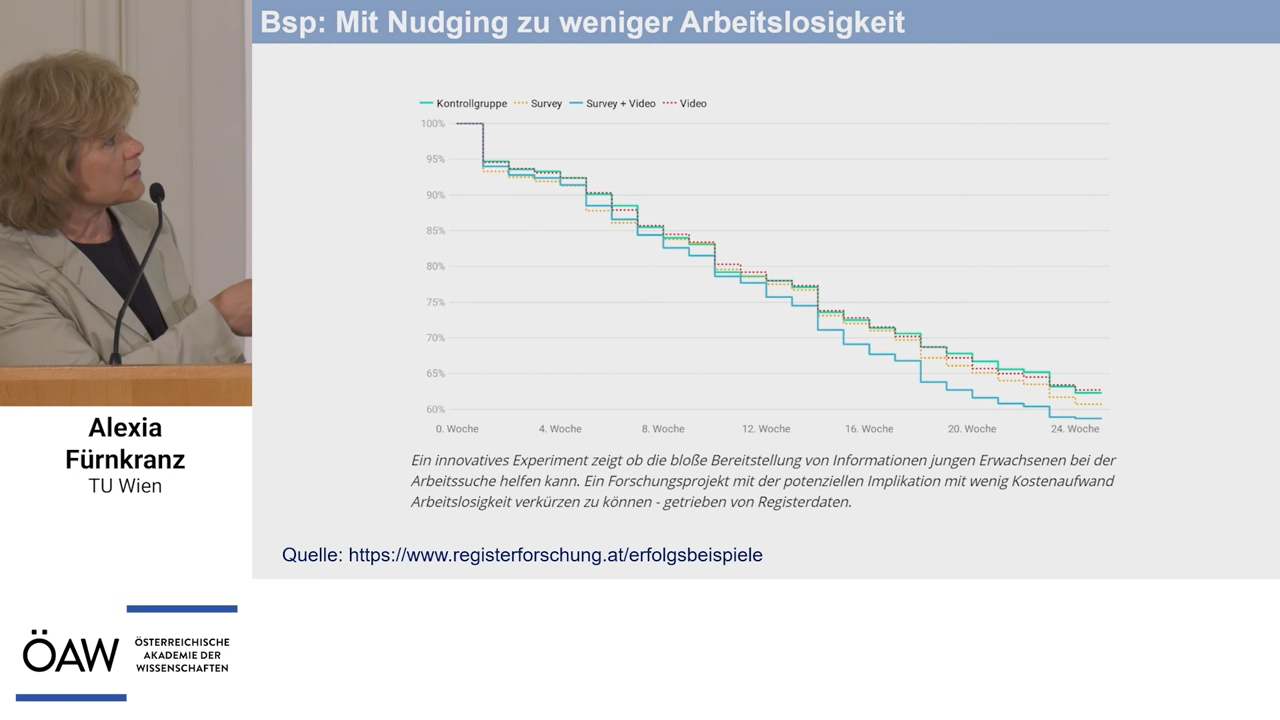 Bsp: Mit Nudging zu weniger Arbeitslosigkeit
Kontrollgruppe Survey Survey + Video Video
100%
95%
90%
85%
80%
75%
70%
65%
60%
0. Woche 4. Woche 8. Woche 12. Woche 16. Woche 20. Woche 24. Woche
Ein innovatives Experiment zeigt ob die bloße Bereitstellung von Informationen jungen Erwachsenen bei der
Arbeitssuche helfen kann. Ein Forschungsprojekt mit der potenziellen Implikation mit wenig Kostenaufwand
Arbeitslosigkeit verkürzen zu können - getrieben von Registerdaten.
Quelle: https://www.registerforschung.at/erfolgsbeispiele
Alexia
Fürnkranz
TU Wien
ÖAW
ÖSTERREICHISCHE
AKADEMIE DER
WISSENSCHAFTEN